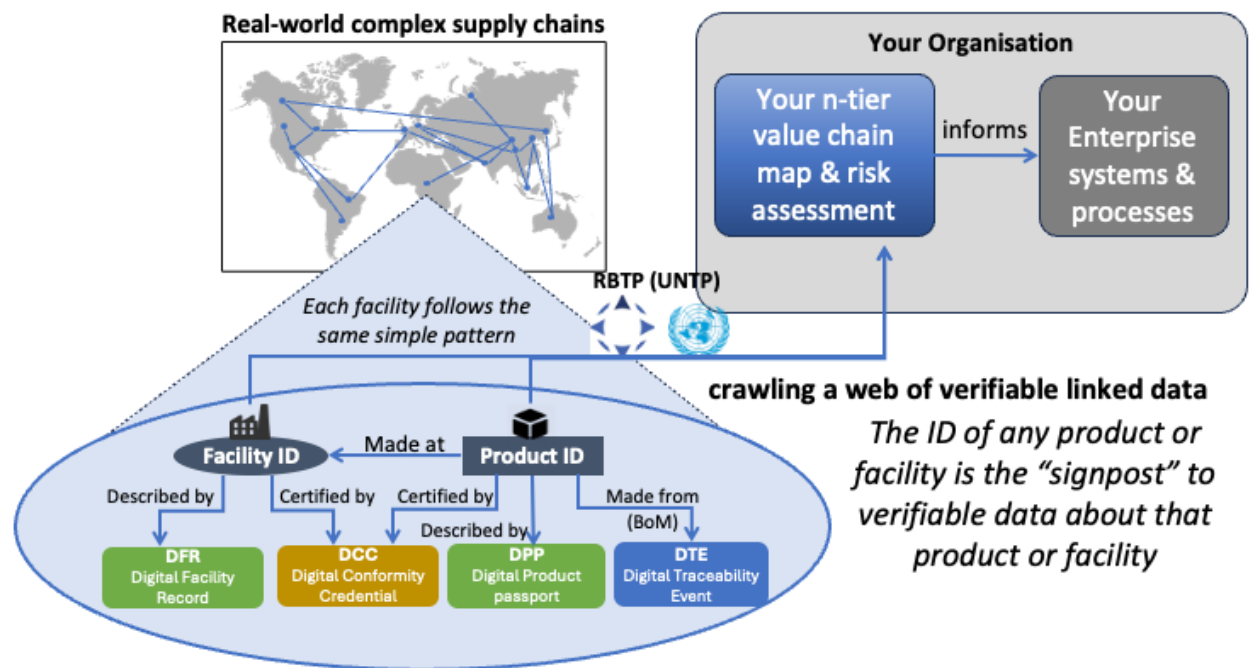 Real-world complex supply chains
Your Organisation
Your n-tier
value chain
map & risk
assessment
informs
Your
Enterprise
systems &
processes
RBTP (UNTP)
Each facility follows the
same simple pattern
crawling a web of verifiable linked data
The ID of any product or
facility is the “signpost” to
verifiable data about that
product or facility
Facility ID
Made at
Product ID
Described by
Certified by
Certified by
Described by
Made from
(BoM)
DFR
Digital Facility
Record
DCC
Digital Conformity
Credential
DPP
Digital Product
passport
DTE
Digital Traceability
Event